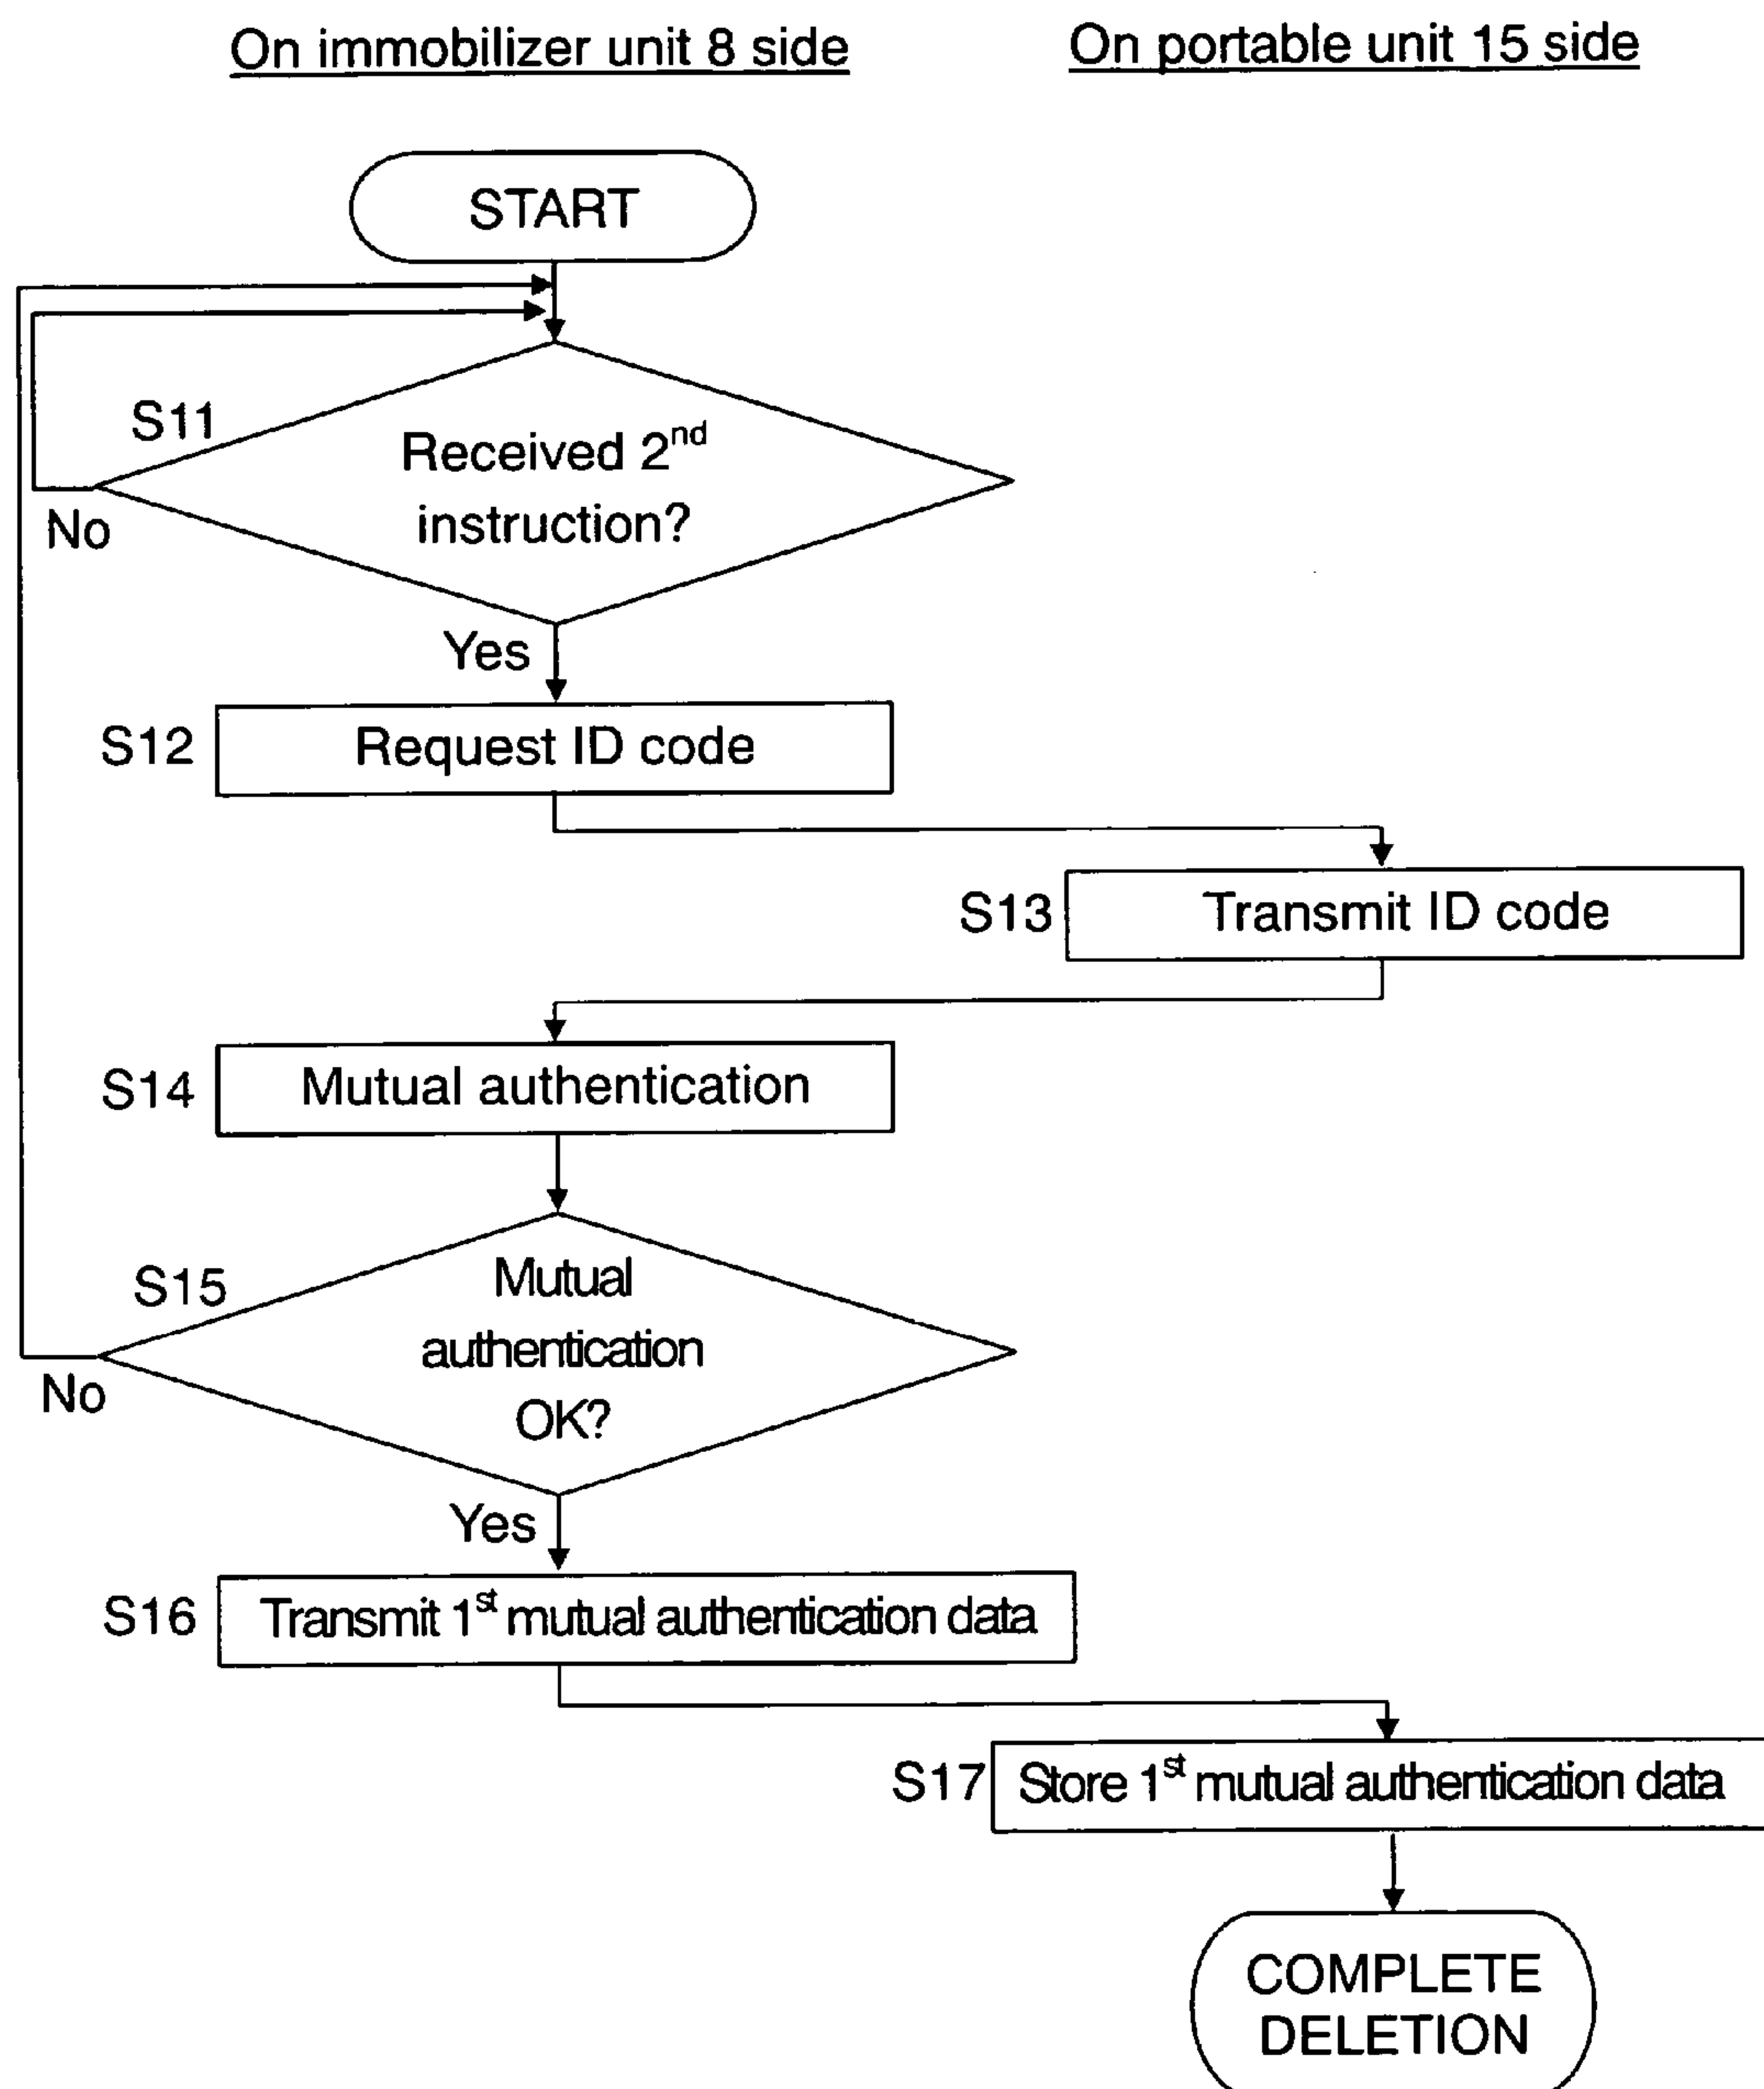 On immobilizer unit 8 side
On portable unit 15 side
START
S11
Received 2nd
instruction?
No
Yes
S12
Request ID code
S13
Transmit ID code
S14
Mutual authentication
S15
Mutual
authentication
OK?
No
Yes
S16
Transmit 1st mutual authentication data
S17
Store 1st mutual authentication data
COMPLETE
DELETION